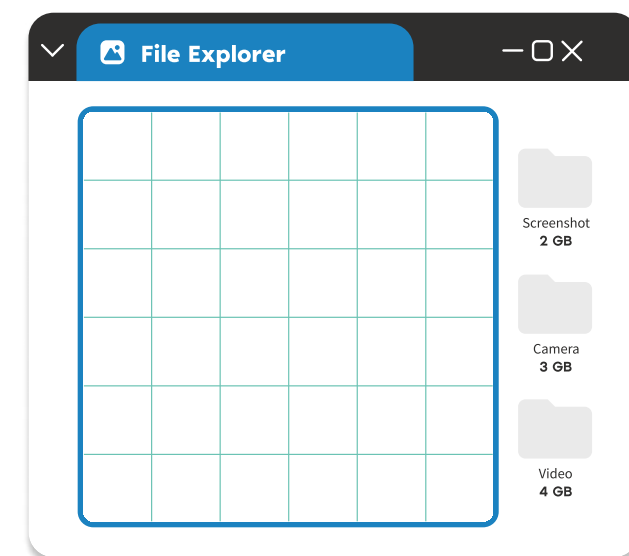 File Explorer
Screenshot
2 GB
Camera
3 GB
Video
4 GB